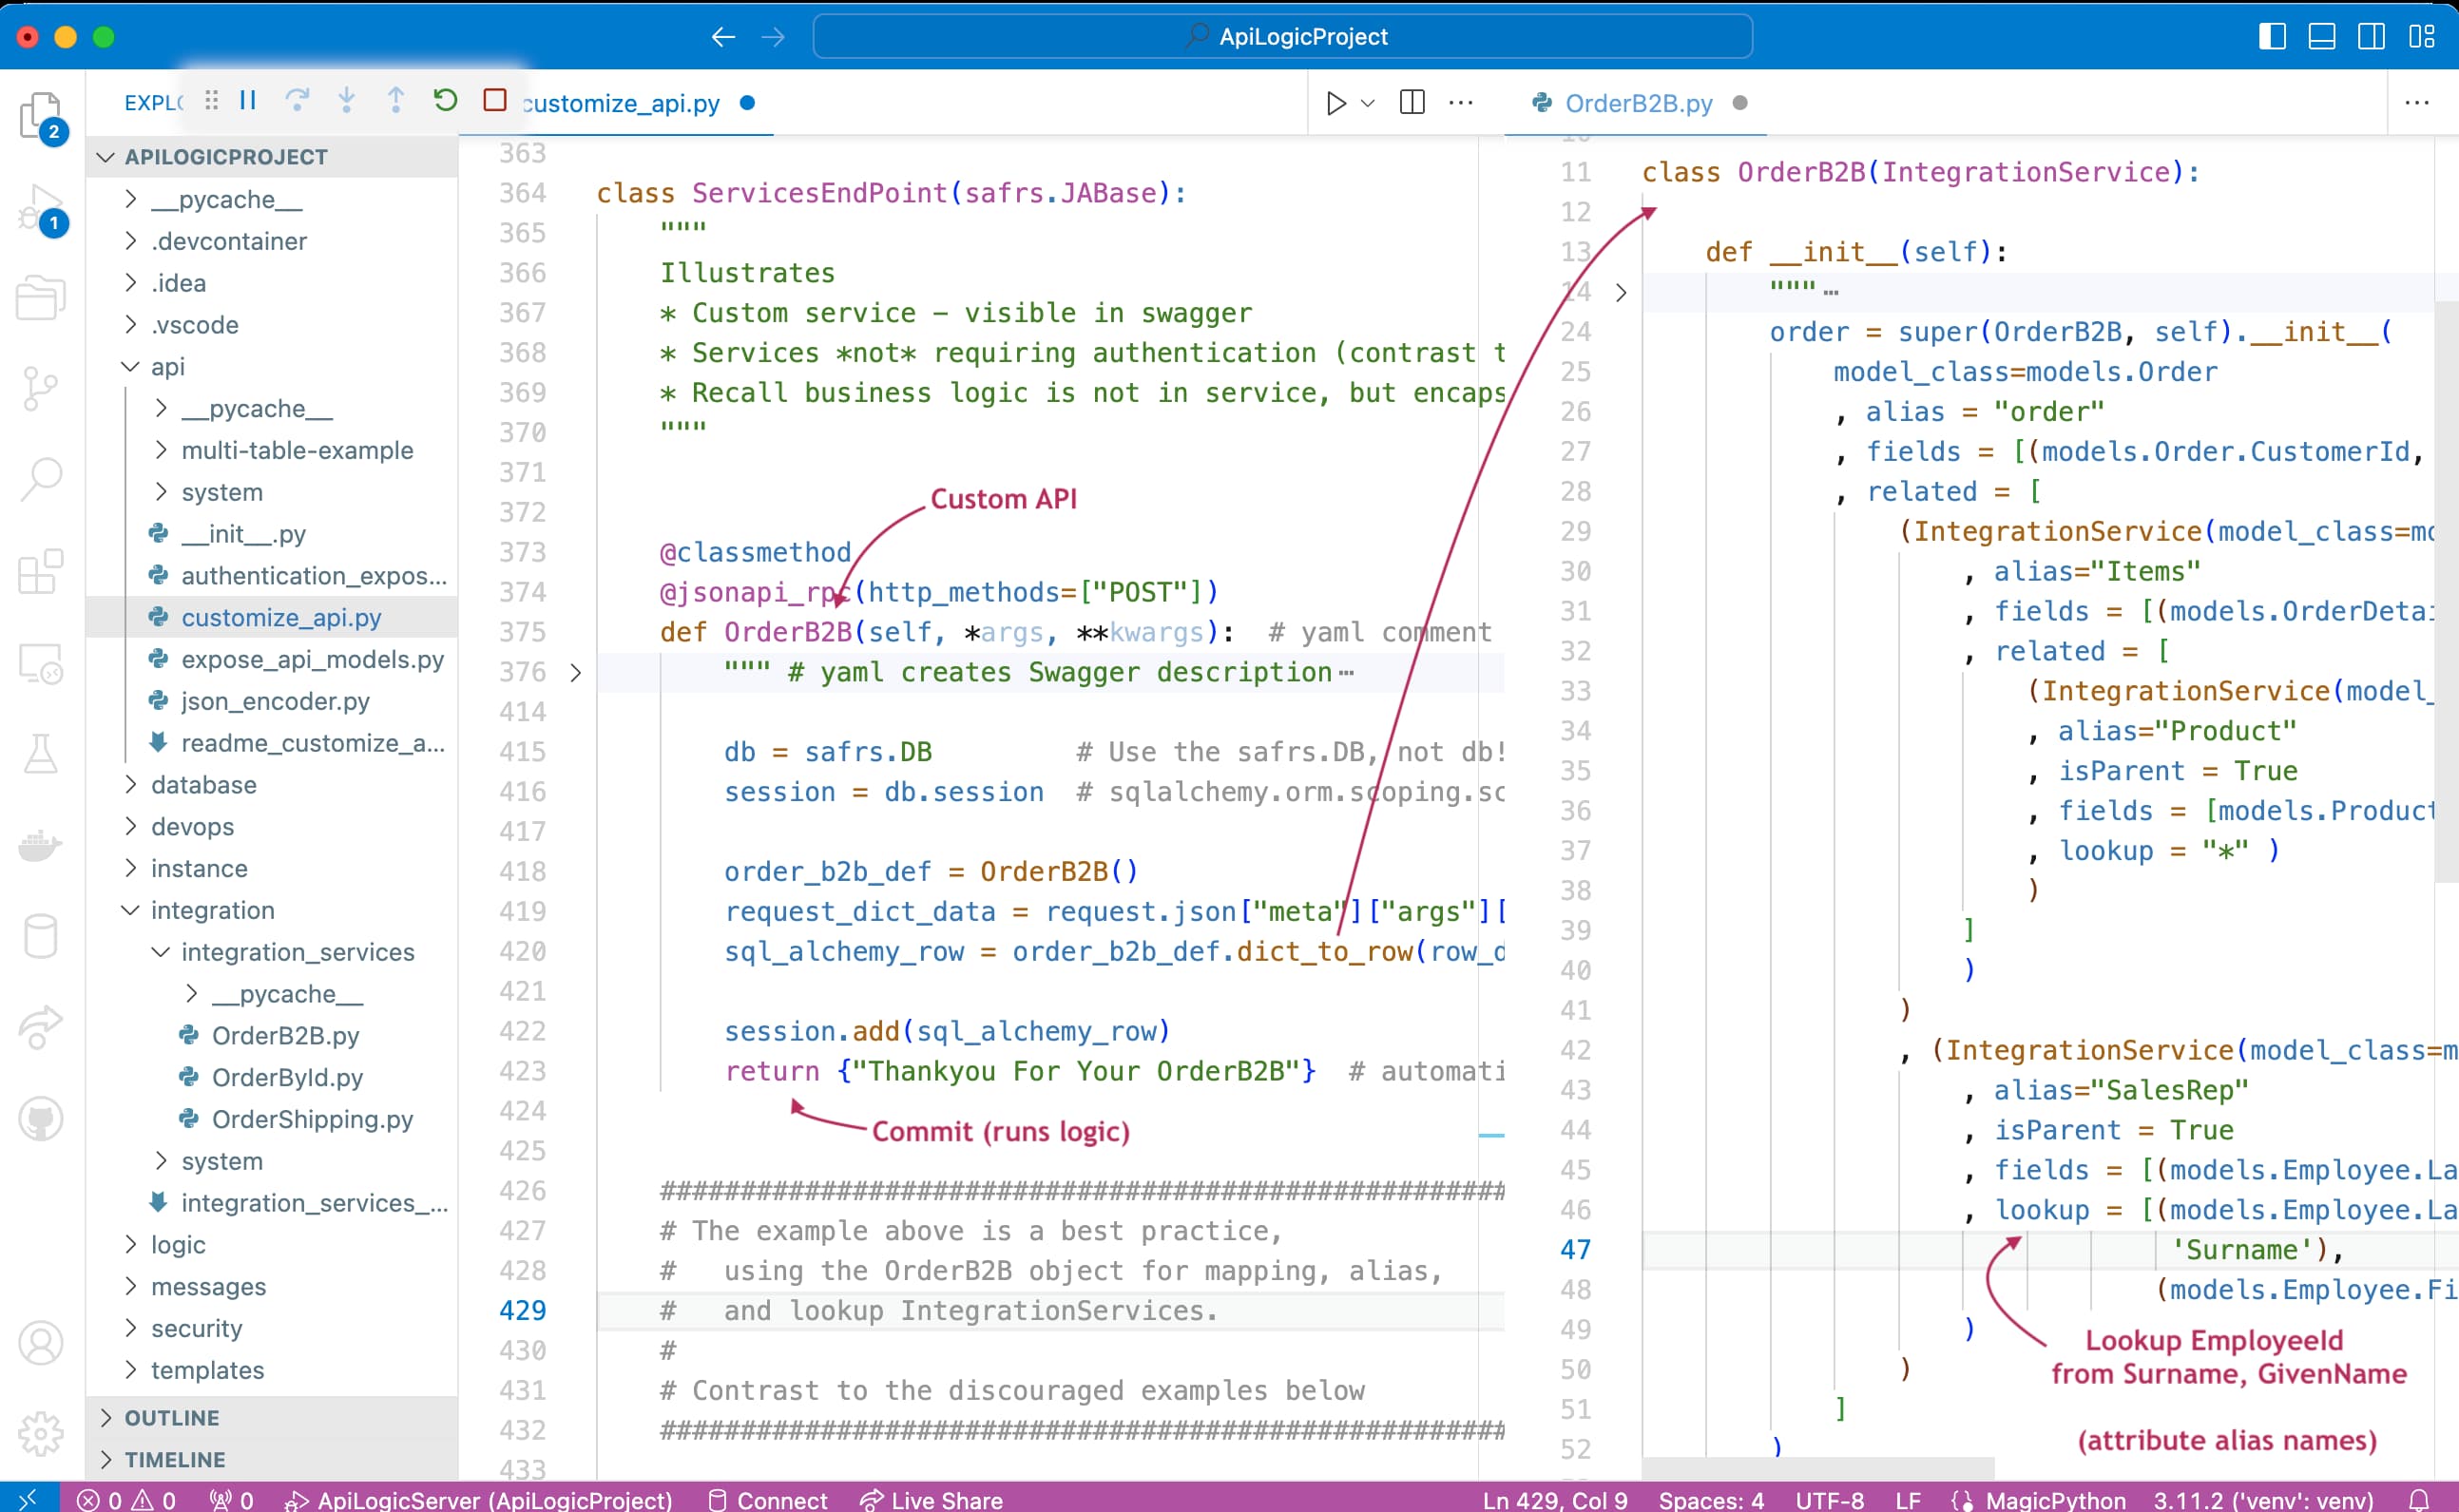 ApiLogicProject
EXPLO
customize_api.py
OrderB2B.py
2
1
APILOGICPROJECT
__pycache__
.devcontainer
.idea
.vscode
api
__pycache__
multi-table-example
system
__init__.py
authentication_expos...
customize_api.py
expose_api_models.py
json_encoder.py
readme_customize_a...
database
devops
instance
integration
integration_services
__pycache__
OrderB2B.py
OrderById.py
OrderShipping.py
system
integration_services_...
logic
messages
security
templates
OUTLINE
TIMELINE
363
364 class ServicesEndPoint(safrs.JABase):
365 """
366 Illustrates
367 * Custom service – visible in swagger
368 * Services *not* requiring authentication (contrast t
369 * Recall business logic is not in service, but encaps
370 """
371
372
Custom API
373 @classmethod
374 @jsonapi_rpc(http_methods=["POST"])
375 def OrderB2B(self, *args, **kwargs): # yaml comment
376 """ # yaml creates Swagger description…
414
415 db = safrs.DB # Use the safrs.DB, not db!
416 session = db.session # sqlalchemy.orm.scoping.sc
417
418 order_b2b_def = OrderB2B()
419 request_dict_data = request.json["meta"]["args"][
420 sql_alchemy_row = order_b2b_def.dict_to_row(row_d
421
422 session.add(sql_alchemy_row)
423 return {"Thankyou For Your OrderB2B"} # automati
424
Commit (runs logic)
425
426 #####################################################
427 # The example above is a best practice,
428 # using the OrderB2B object for mapping, alias,
429 # and lookup IntegrationServices.
430 #
431 # Contrast to the discouraged examples below
432 #####################################################
433
11 class OrderB2B(IntegrationService):
12
13 def __init__(self):
14 """…
24 order = super(OrderB2B, self).__init__(
25 model_class=models.Order
26 , alias = "order"
27 , fields = [(models.Order.CustomerId,
28 , related = [
29 (IntegrationService(model_class=mo
30 , alias="Items"
31 , fields = [(models.OrderDetai
32 , related = [
33 (IntegrationService(model_
34 , alias="Product"
35 , isParent = True
36 , fields = [models.Product
37 , lookup = "*" )
38 )
39 ]
40 )
41 )
42 , (IntegrationService(model_class=m
43 , alias="SalesRep"
44 , isParent = True
45 , fields = [(models.Employee.La
46 , lookup = [(models.Employee.La
47 'Surname'),
48 (models.Employee.Fi
49 )
50 )
51 ]
52 )
Lookup EmployeeId
from Surname, GivenName
(attribute alias names)
0 0 0 ApiLogicServer (ApiLogicProject) Connect Live Share Ln 429, Col 9 Spaces: 4 UTF-8 LF MagicPython 3.11.2 ('venv': venv)